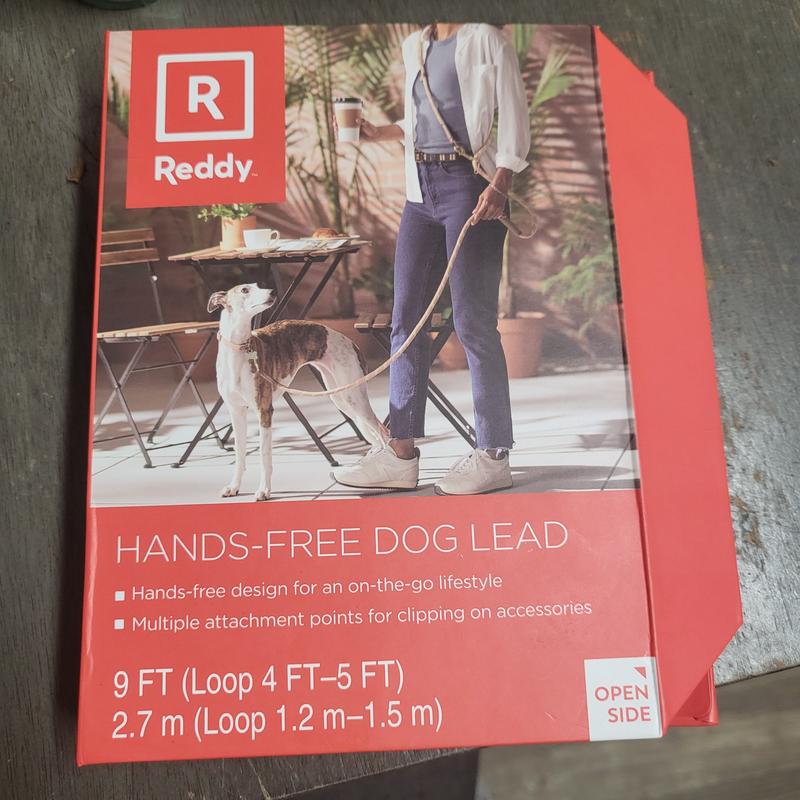 R
Reddy™
HANDS-FREE DOG LEAD
▪ Hands-free design for an on-the-go lifestyle
▪ Multiple attachment points for clipping on accessories
9 FT (Loop 4 FT–5 FT)
2.7 m (Loop 1.2 m–1.5 m)
OPEN
SIDE